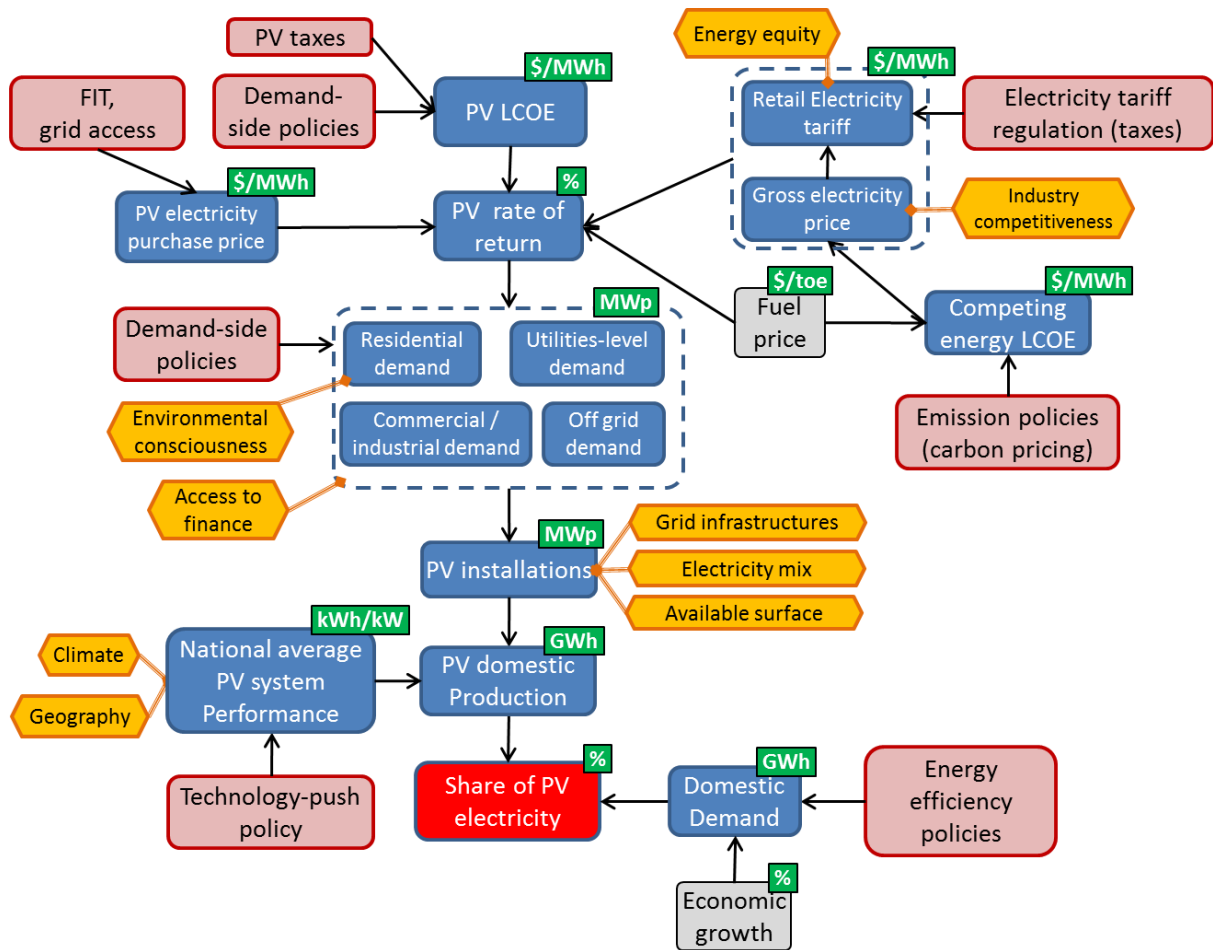 PV taxes
Energy equity
$/MWh
$/MWh
FIT,
grid access
Demand-
side policies
PV LCOE
Retail Electricity
tariff
Electricity tariff
regulation (taxes)
$/MWh
%
PV electricity
purchase price
PV rate of
return
Gross electricity
price
Industry
competitiveness
$/toe
$/MWh
MWp
Fuel
price
Competing
energy LCOE
Demand-side
policies
Residential
demand
Utilities-level
demand
Environmental
consciousness
Commercial /
industrial demand
Off grid
demand
Emission policies
(carbon pricing)
Access to
finance
MWp
Grid infrastructures
PV installations
Electricity mix
Available surface
kWh/kW
GWh
Climate
Geography
National average
PV system
Performance
PV domestic
Production
%
GWh
Technology-push
policy
Share of PV
electricity
Domestic
Demand
Energy
efficiency
policies
%
Economic
growth